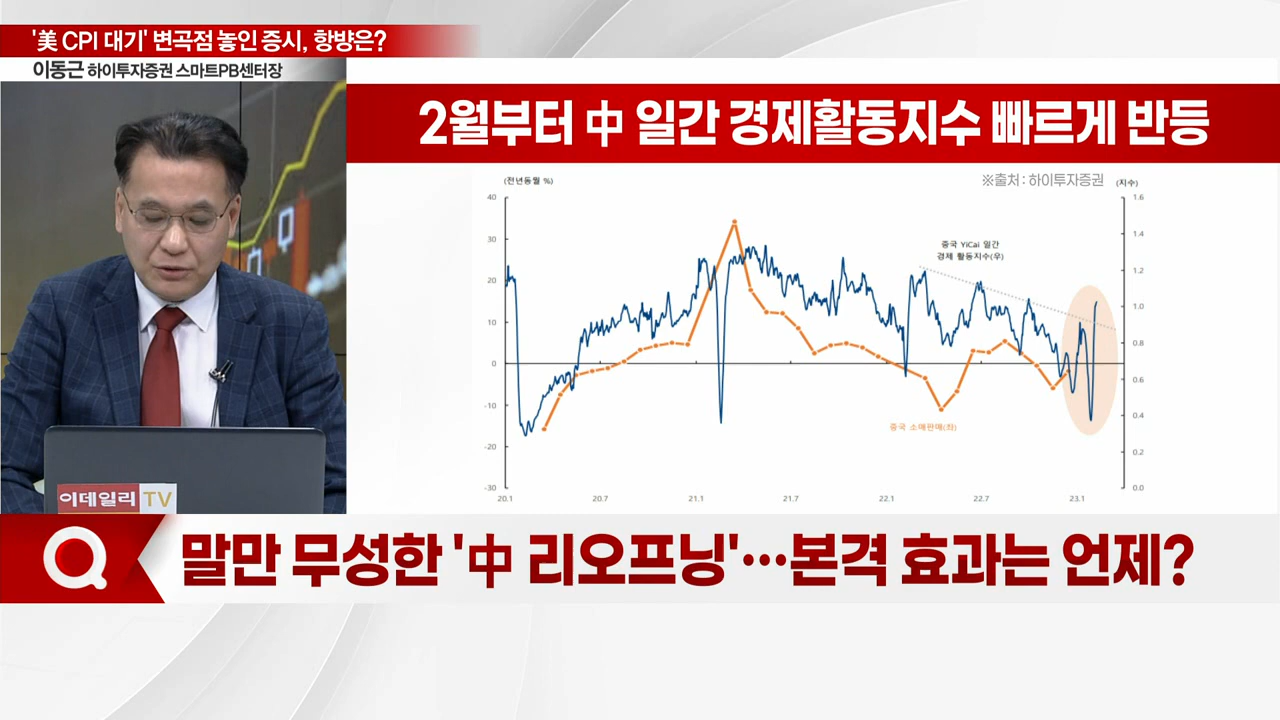 '美 CPI 대기' 변곡점 놓인 증시, 향뱡은?
이동근 하이투자증권 스마트PB센터장
2월부터 中 일간 경제활동지수 빠르게 반등
(전년동월 %)
※출처 : 하이투자증권
(지수)
40
30
20
10
0
-10
-20
-30
1.6
1.4
1.2
1.0
0.8
0.6
0.4
0.2
0.0
중국 YiCai 일간
경제 활동지수(우)
중국 소매판매(좌)
20.1 20.7 21.1 21.7 22.1 22.7 23.1
이데일리 TV
Q 말만 무성한 '中 리오프닝'…본격 효과는 언제?